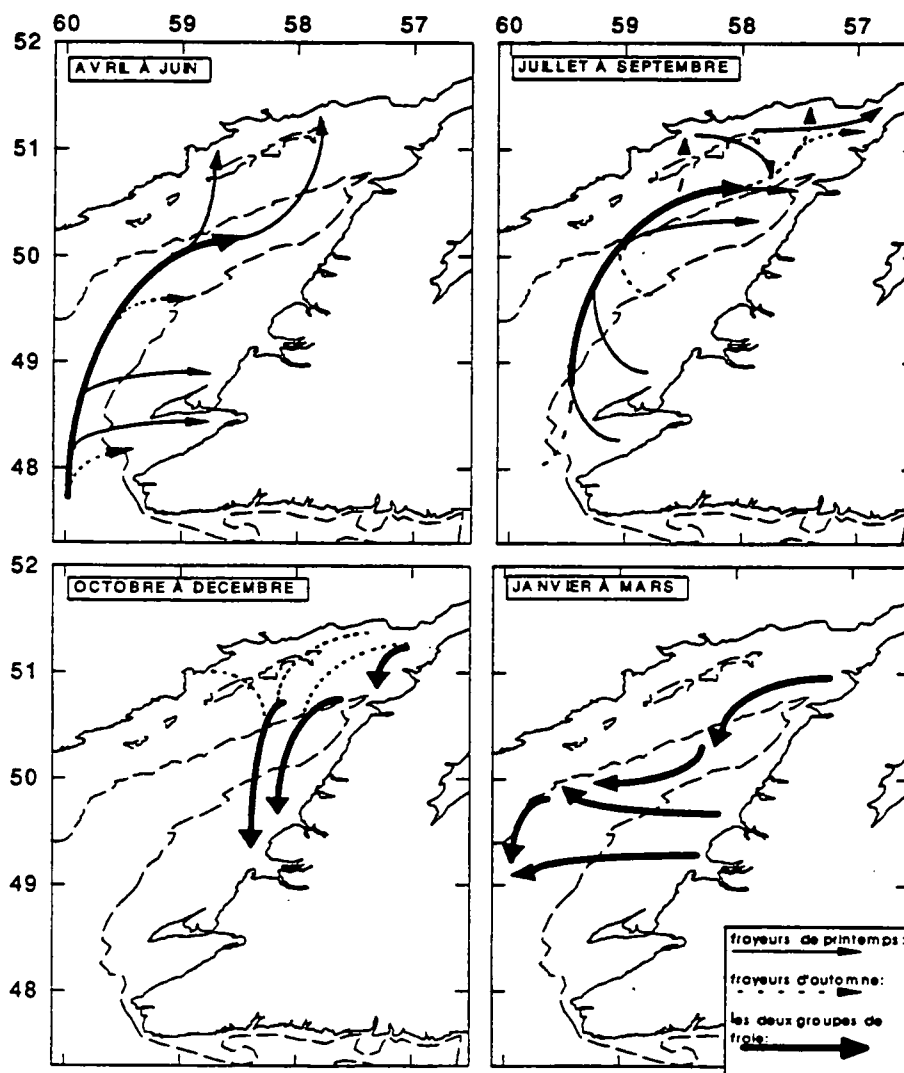 60 59 58 57
60 59 58 57
52
51
50
49
48
AVRIL À JUIN
JUILLET À SEPTEMBRE
52
51
50
49
48
OCTOBRE À DECEMBRE
JANVIER À MARS
frayeurs de printemps:
frayeurs d'automne:
les deux groupes de
fraie: